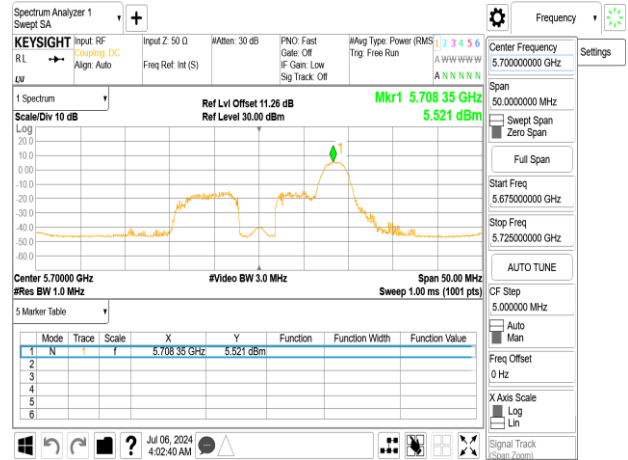 Spectrum Analyzer 1
Swept SA
+
Frequency
KEYSIGHT
Input: RF
Input Z: 50 Ω
#Atten: 30 dB
PNO: Fast
#Avg Type: Power (RMS
1 2 3 4 5 6
RL
Coupling: DC
Gate: Off
Trig: Free Run
Align: Auto
Freq Ref: Int (S)
IF Gain: Low
A W W W W W
Sig Track: Off
A N N N N N
LXI
1 Spectrum
Ref Lvl Offset 11.26 dB
Mkr1 5.708 35 GHz
Scale/Div 10 dB
Ref Level 30.00 dBm
5.521 dBm
Log
1
20.0
10.0
0.00
-10.0
-20.0
-30.0
-40.0
-50.0
-60.0
Center 5.70000 GHz
#Video BW 3.0 MHz
Span 50.00 MHz
#Res BW 1.0 MHz
Sweep 1.00 ms (1001 pts)
5 Marker Table
Mode Trace Scale X Y Function Function Width Function Value
1 N 1 f 5.708 35 GHz 5.521 dBm
2
3
4
5
6
?
Jul 06, 2024
4:02:40 AM
Center Frequency
5.700000000 GHz
Settings
Span
50.0000000 MHz
Swept Span
Zero Span
Full Span
Start Freq
5.675000000 GHz
Stop Freq
5.725000000 GHz
AUTO TUNE
CF Step
5.000000 MHz
Auto
Man
Freq Offset
0 Hz
X Axis Scale
Log
Lin
Signal Track
(Span Zoom)